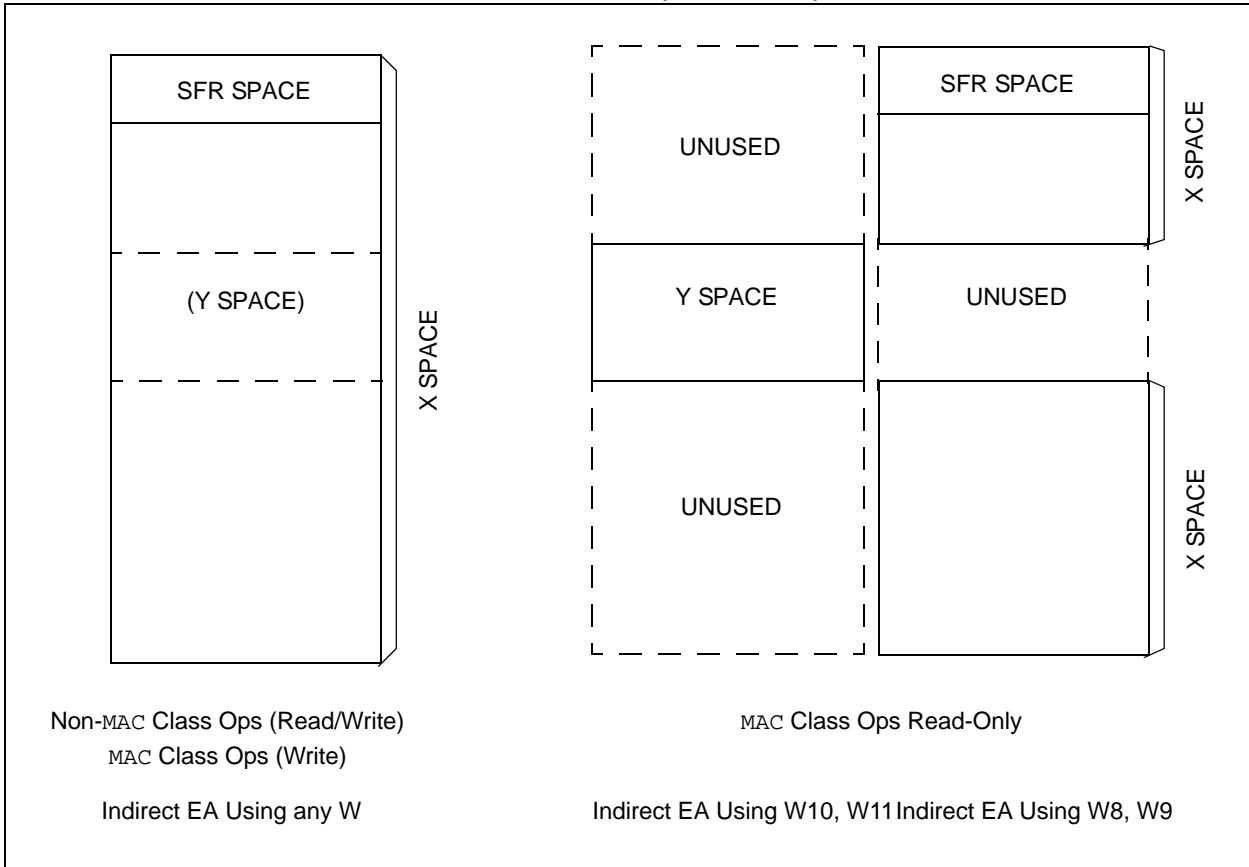 SFR SPACE
(Y SPACE)
X SPACE
UNUSED
Y SPACE
UNUSED
SFR SPACE
X SPACE
UNUSED
X SPACE
Non-MAC Class Ops (Read/Write)
MAC Class Ops (Write)
MAC Class Ops Read-Only
Indirect EA Using any W
Indirect EA Using W10, W11
Indirect EA Using W8, W9